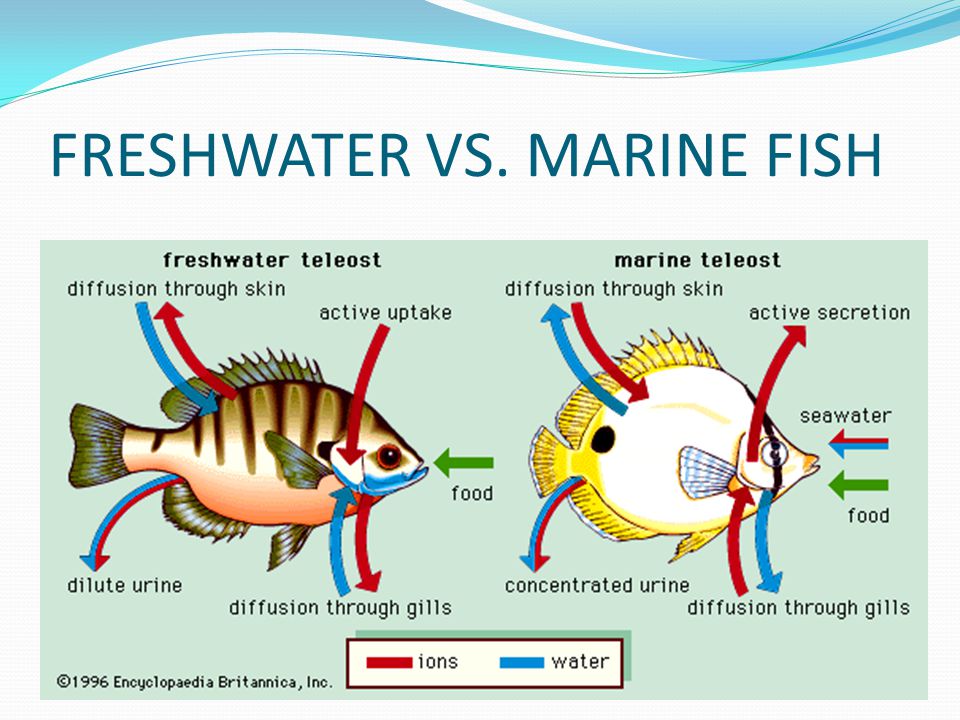 FRESHWATER VS. MARINE FISH
freshwater teleost
diffusion through skin
active uptake
food
dilute urine
diffusion through gills
marine teleost
diffusion through skin
active secretion
seawater
food
concentrated urine
diffusion through gills
ions
water
©1996 Encyclopaedia Britannica, Inc.